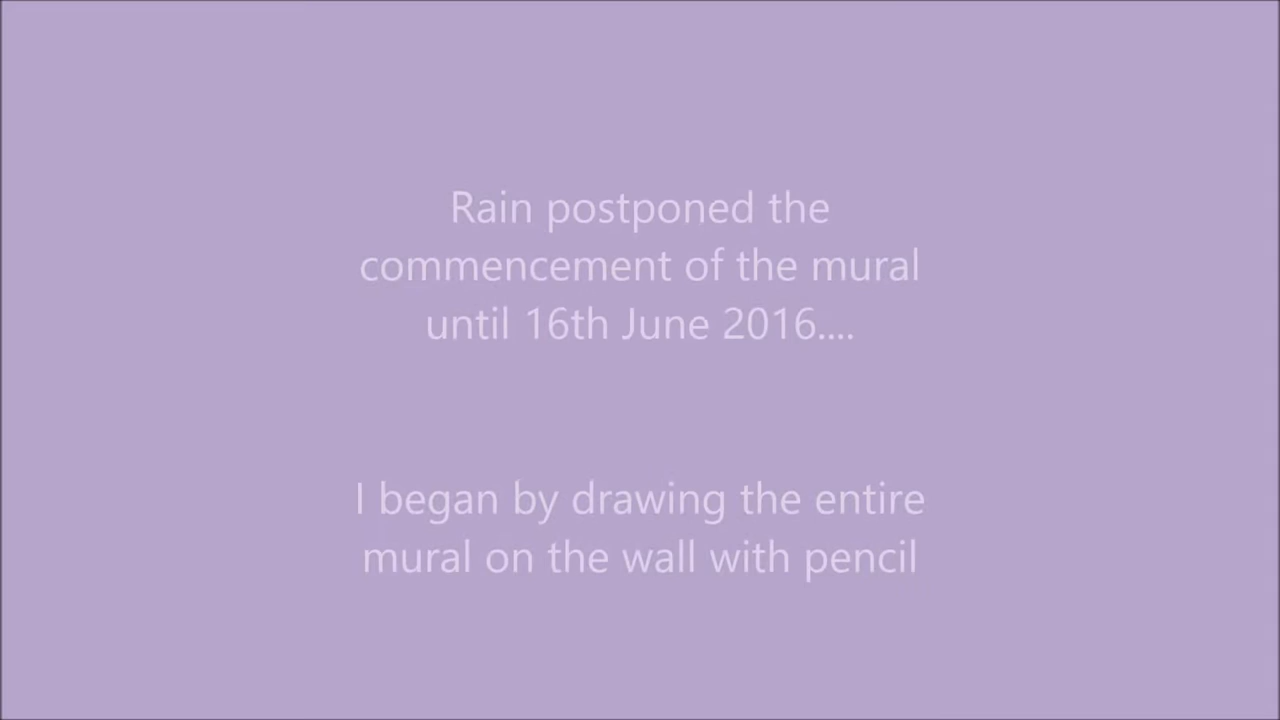 Rain postponed the
commencement of the mural
until 16th June 2016....
I began by drawing the entire
mural on the wall with pencil